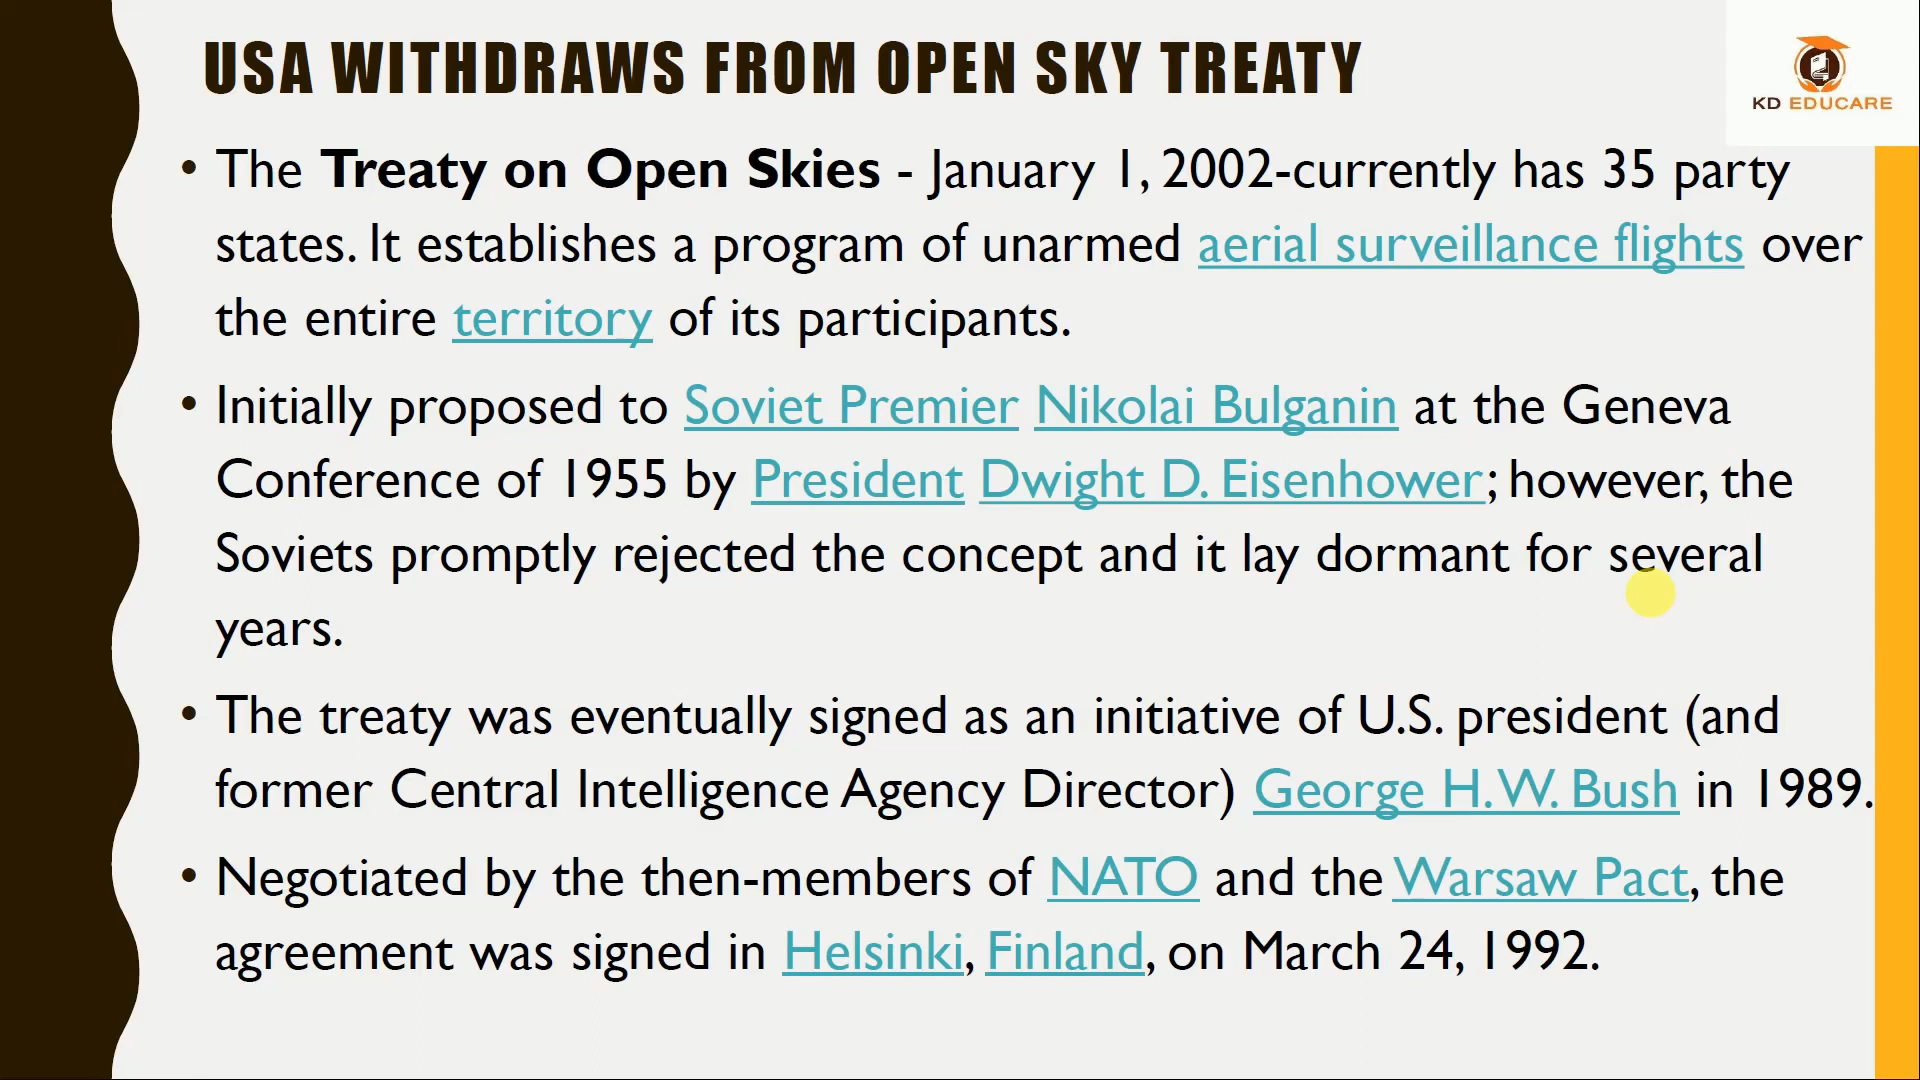 USA WITHDRAWS FROM OPEN SKY TREATY
KD EDUCARE
• The Treaty on Open Skies - January 1, 2002-currently has 35 party
states. It establishes a program of unarmed aerial surveillance flights over
the entire territory of its participants.
• Initially proposed to Soviet Premier Nikolai Bulganin at the Geneva
Conference of 1955 by President Dwight D. Eisenhower; however, the
Soviets promptly rejected the concept and it lay dormant for several
years.
• The treaty was eventually signed as an initiative of U.S. president (and
former Central Intelligence Agency Director) George H. W. Bush in 1989.
• Negotiated by the then-members of NATO and the Warsaw Pact, the
agreement was signed in Helsinki, Finland, on March 24, 1992.